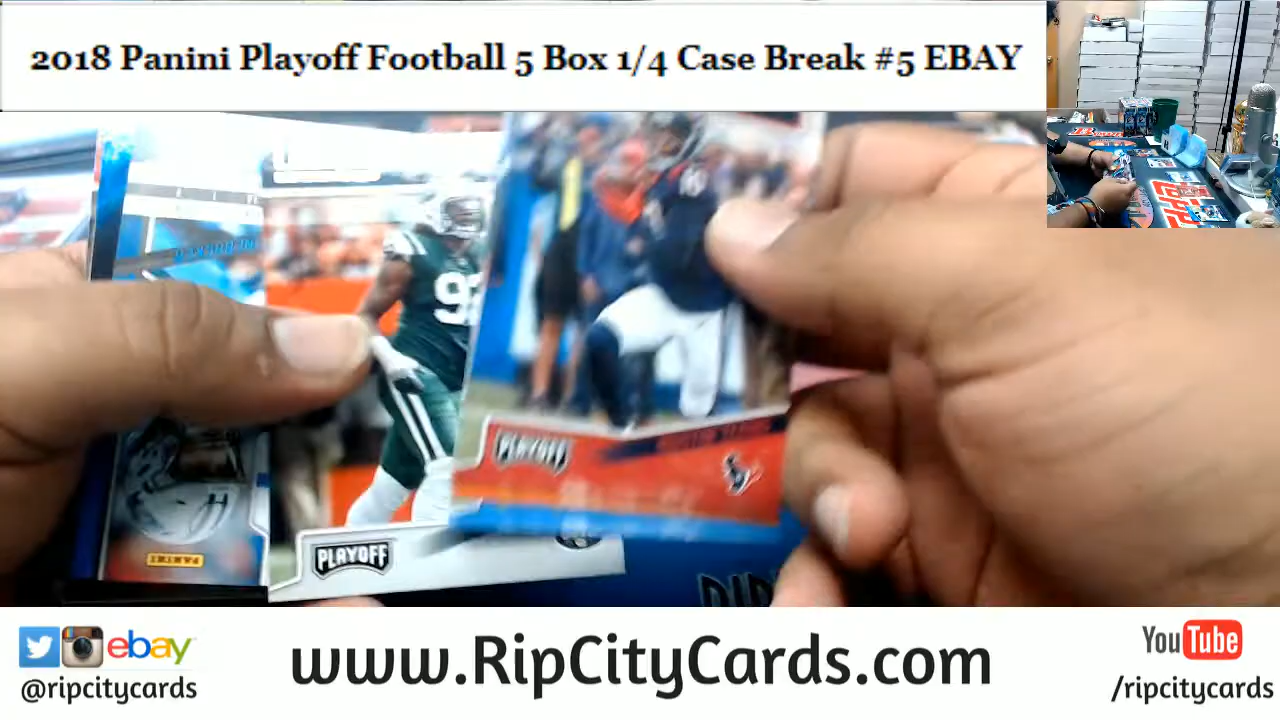 2018 Panini Playoff Football 5 Box 1/4 Case Break #5 EBAY
PLAYOFF
PLAYOFF
PANINI
ebay
@ripcitycards
www.RipCityCards.com
YouTube
/ripcitycards